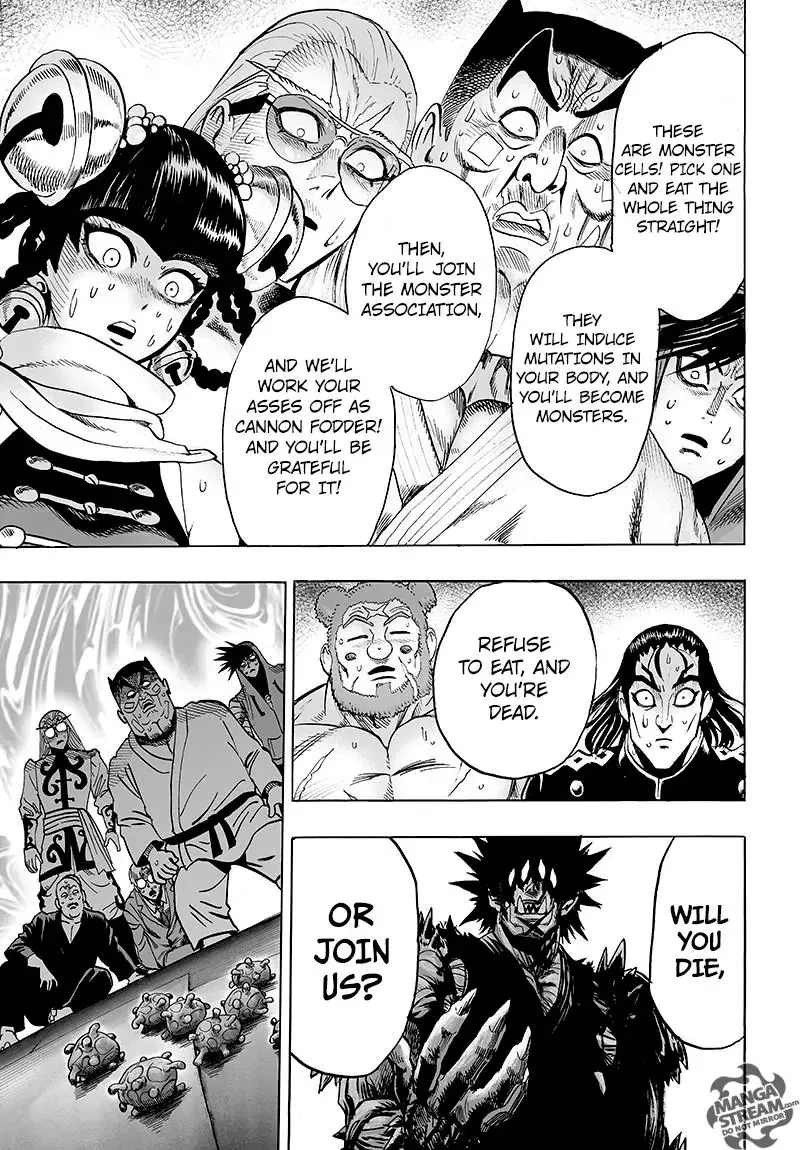 THESE
ARE MONSTER
CELLS! PICK ONE
AND EAT THE
WHOLE THING
STRAIGHT!
THEY
WILL INDUCE
MUTATIONS IN
YOUR BODY, AND
YOU'LL BECOME
MONSTERS.
THEN,
YOU'LL JOIN
THE MONSTER
ASSOCIATION,
AND WE'LL
WORK YOUR
ASSES OFF AS
CANNON FODDER!
AND YOU'LL BE
GRATEFUL
FOR IT!
REFUSE
TO EAT, AND
YOU'RE
DEAD.
WILL
YOU
DIE,
OR
JOIN
US?
MANGA
STREAM.com
DO NOT MIRROR